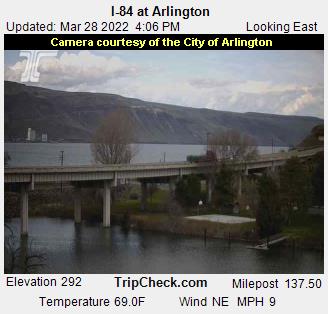 I-84 at Arlington
Updated: Mar 28 2022 4:06 PM Looking East
Camera courtesy of the City of Arlington
Elevation 292 TripCheck.com Milepost 137.50
Temperature 69.0F Wind NE MPH 9